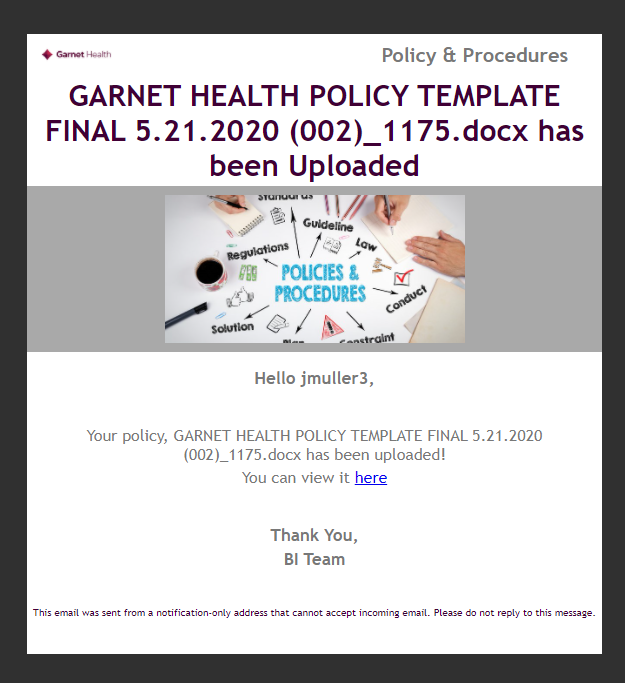 Garnet Health
Policy & Procedures
GARNET HEALTH POLICY TEMPLATE
FINAL 5.21.2020 (002)_1175.docx has
been Uploaded
Standards
Guideline
Law
Regulations
POLICIES &
PROCEDURES
Conduct
Solution
Plan
Constraint
Hello jmuller3,
Your policy, GARNET HEALTH POLICY TEMPLATE FINAL 5.21.2020
(002)_1175.docx has been uploaded!
You can view it here
Thank You,
BI Team
This email was sent from a notification-only address that cannot accept incoming email. Please do not reply to this message.